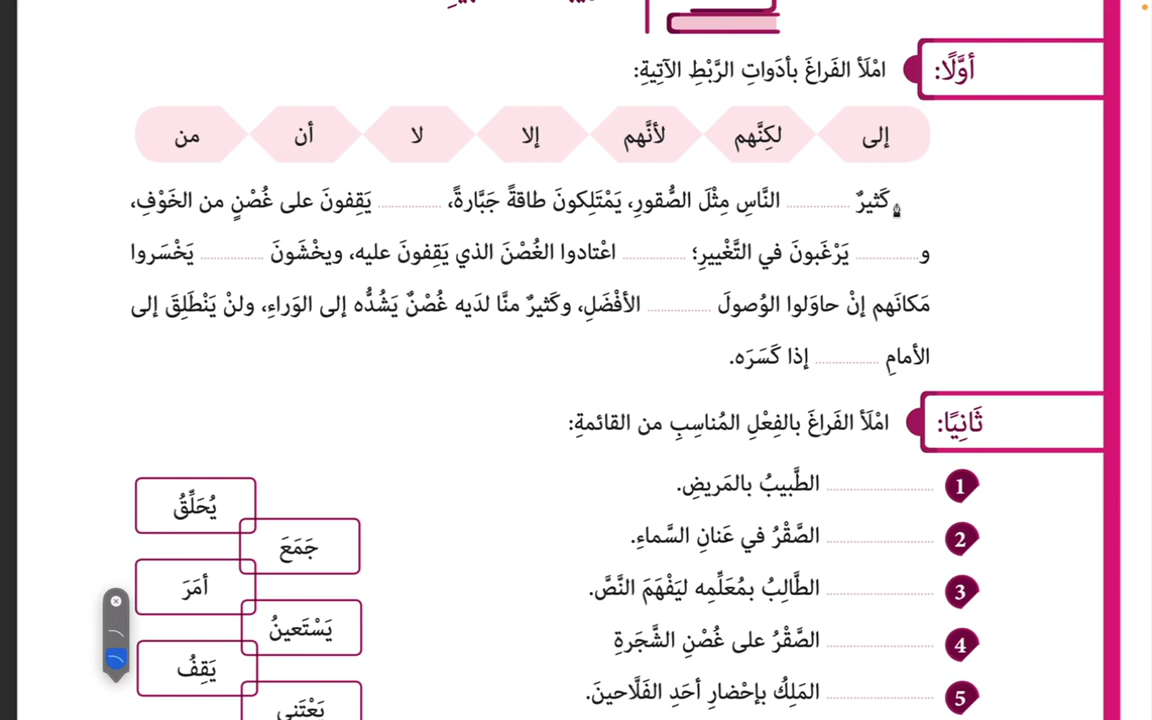 أوَّلًا: امْلَأ الفَراغَ بأدَواتِ الرَّبْطِ الآتِيةِ:
إلى لكِنَّهم لأنَّهم إلا لا أن من
كَثيرٌ ........ النَّاسِ مِثْلَ الصُّقورِ، يَمْتَلِكونَ طاقةً جَبَّارةً، ........ يَقِفونَ على غُصْنٍ من الخَوْفِ،
و ........ يَرْغَبونَ في التَّغْييرِ؛ ........ اعْتادوا الغُصْنَ الذي يَقِفونَ عليه، ويخْشَونَ ........ يَخْسَروا
مَكانَهم إنْ حاوَلوا الوُصولَ ........ الأفْضَلِ، وكَثيرٌ منَّا لدَيه غُصْنٌ يَشُدُّه إلى الوَراءِ، ولنْ يَنْطَلِقَ إلى
الأمامِ ........ إذا كَسَرَه.
ثَانِيًا: امْلَأ الفَراغَ بالفِعْلِ المُناسِبِ من القائمةِ:
1 ........ الطَّبيبُ بالمَريضِ.
2 ........ الصَّقْرُ في عَنانِ السَّماءِ.
3 ........ الطَّالِبُ بمُعَلِّمِه ليَفْهَمَ النَّصَّ.
4 ........ الصَّقْرُ على غُصْنِ الشَّجَرةِ
5 ........ المَلِكُ بإحْضارِ أحَدِ الفَلَّاحينَ.
يُحَلِّقُ
جَمَعَ
أمَرَ
يَسْتَعينُ
يَقِفُ
يَعْتَني